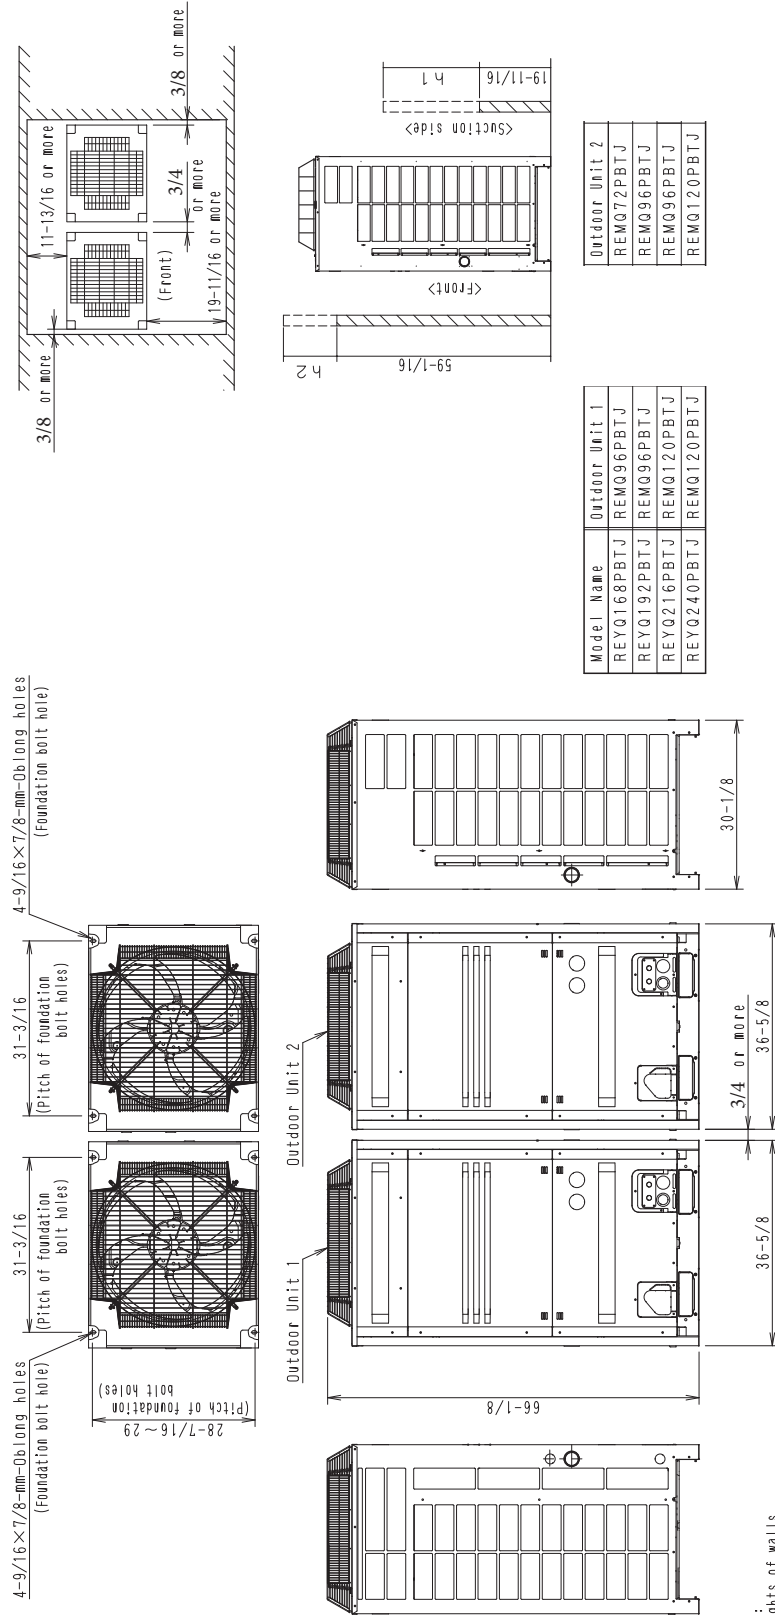 4-9/16×7/8-mm-Oblong holes
(Foundation bolt hole)
31-3/16
(Pitch of foundation
bolt holes)
31-3/16
(Pitch of foundation
bolt holes)
4-9/16×7/8-mm-Oblong holes
(Foundation bolt hole)
28-7/16~29
(Pitch of foundation
bolt holes)
Outdoor Unit 1
Outdoor Unit 2
66-1/8
36-5/8
3/4 or more
36-5/8
30-1/8
3/8 or more
11-13/16 or more
(Front)
3/4
or more
19-11/16 or more
3/8 or more
h2
59-1/16
<Front>
<Suction side>
h1
19-11/16
Model Name Outdoor Unit 1 Outdoor Unit 2
REYQ168PBTJ REMQ96PBTJ REMQ72PBTJ
REYQ192PBTJ REMQ96PBTJ REMQ96PBTJ
REYQ216PBTJ REMQ120PBTJ REMQ96PBTJ
REYQ240PBTJ REMQ120PBTJ REMQ120PBTJ
of walls